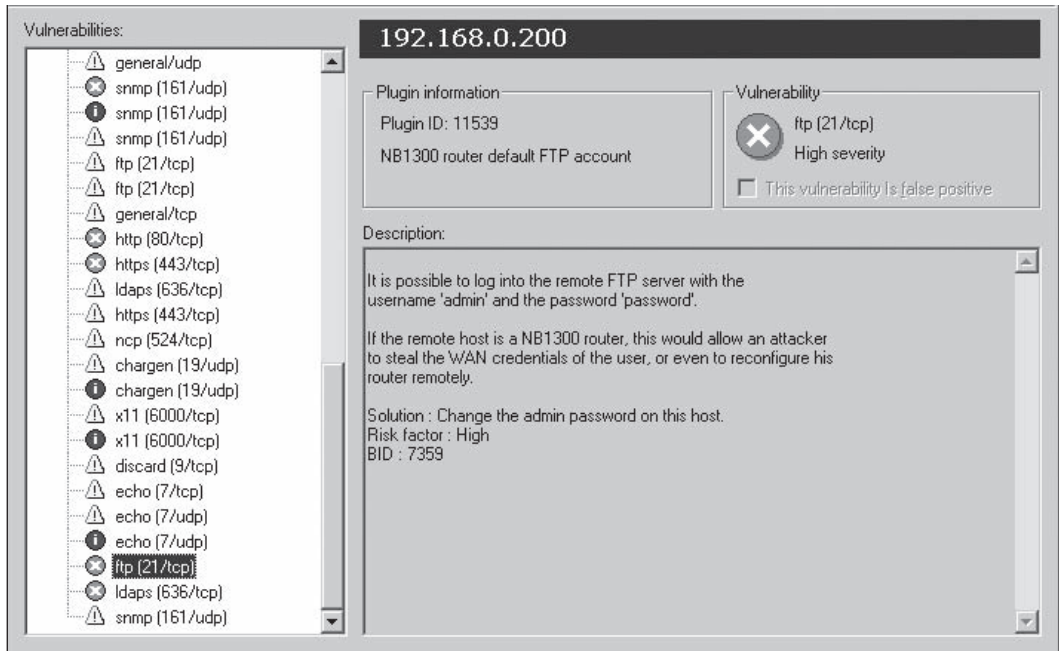 Vulnerabilities:
general/udp
snmp (161/udp)
snmp (161/udp)
snmp (161/udp)
ftp (21/tcp)
ftp (21/tcp)
general/tcp
http (80/tcp)
https (443/tcp)
ldaps (636/tcp)
https (443/tcp)
ncp (524/tcp)
chargen (19/udp)
chargen (19/udp)
x11 (6000/tcp)
x11 (6000/tcp)
discard (9/tcp)
echo (7/tcp)
echo (7/udp)
echo (7/udp)
ftp (21/tcp)
ldaps (636/tcp)
snmp (161/udp)
192.168.0.200
Plugin information
Plugin ID: 11539
NB1300 router default FTP account
Vulnerability
ftp (21/tcp)
High severity
This vulnerability Is false positive
Description:
It is possible to log into the remote FTP server with the
username 'admin' and the password 'password'.
If the remote host is a NB1300 router, this would allow an attacker
to steal the WAN credentials of the user, or even to reconfigure his
router remotely.
Solution : Change the admin password on this host.
Risk factor : High
BID : 7359